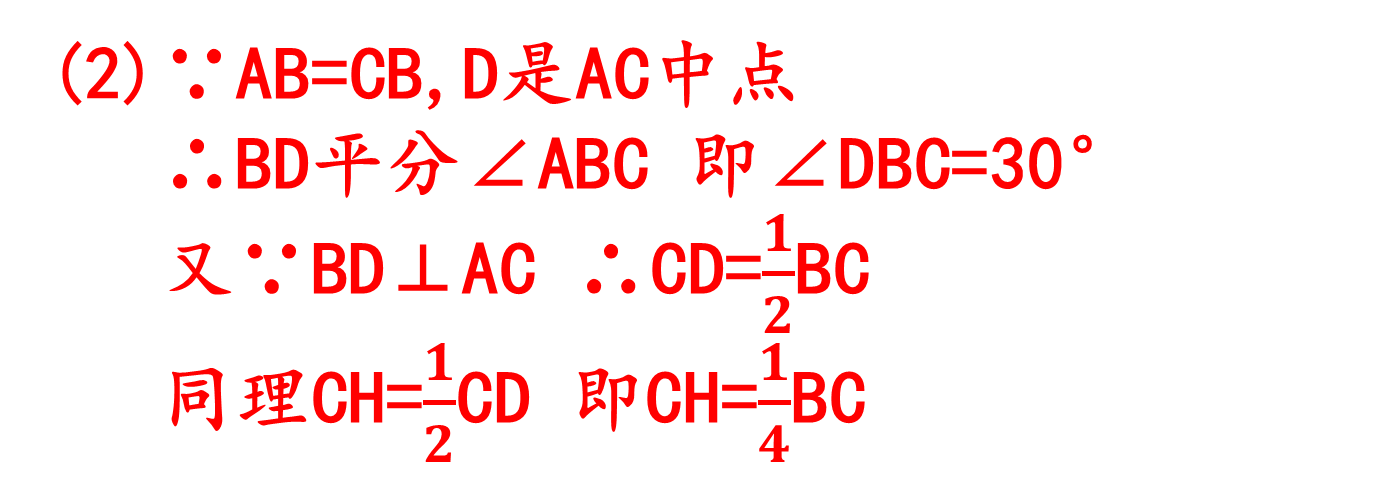 (2)∵AB=CB,D是AC中点
∴BD平分∠ABC 即∠DBC=30°
又∵BD⊥AC ∴CD=1/2BC
同理CH=1/2CD 即CH=1/4BC